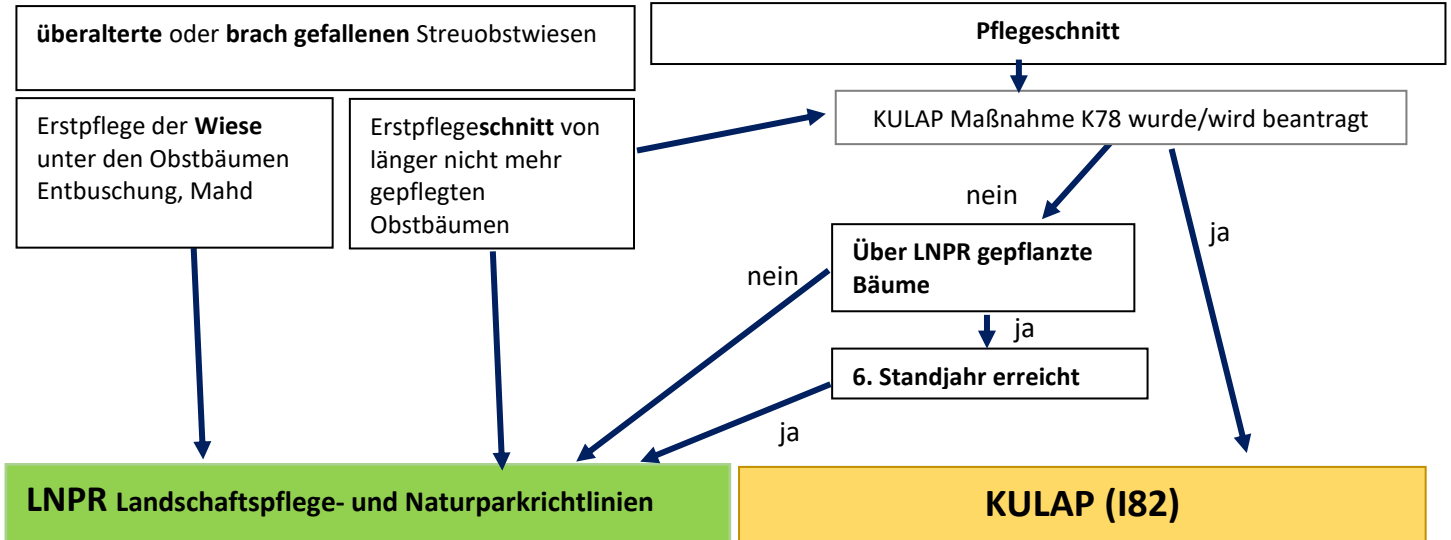 überalterte oder brach gefallenen Streuobstwiesen
Erstpflege der Wiese
unter den Obstbäumen
Entbuschung, Mahd
Erstpflegeschnitt von
länger nicht mehr
gepflegten
Obstbäumen
Pflegeschnitt
KULAP Maßnahme K78 wurde/wird beantragt
nein
ja
Über LNPR gepflanzte
Bäume
nein
ja
6. Standjahr erreicht
ja
LNPR Landschaftspflege- und Naturparkrichtlinien
KULAP (I82)